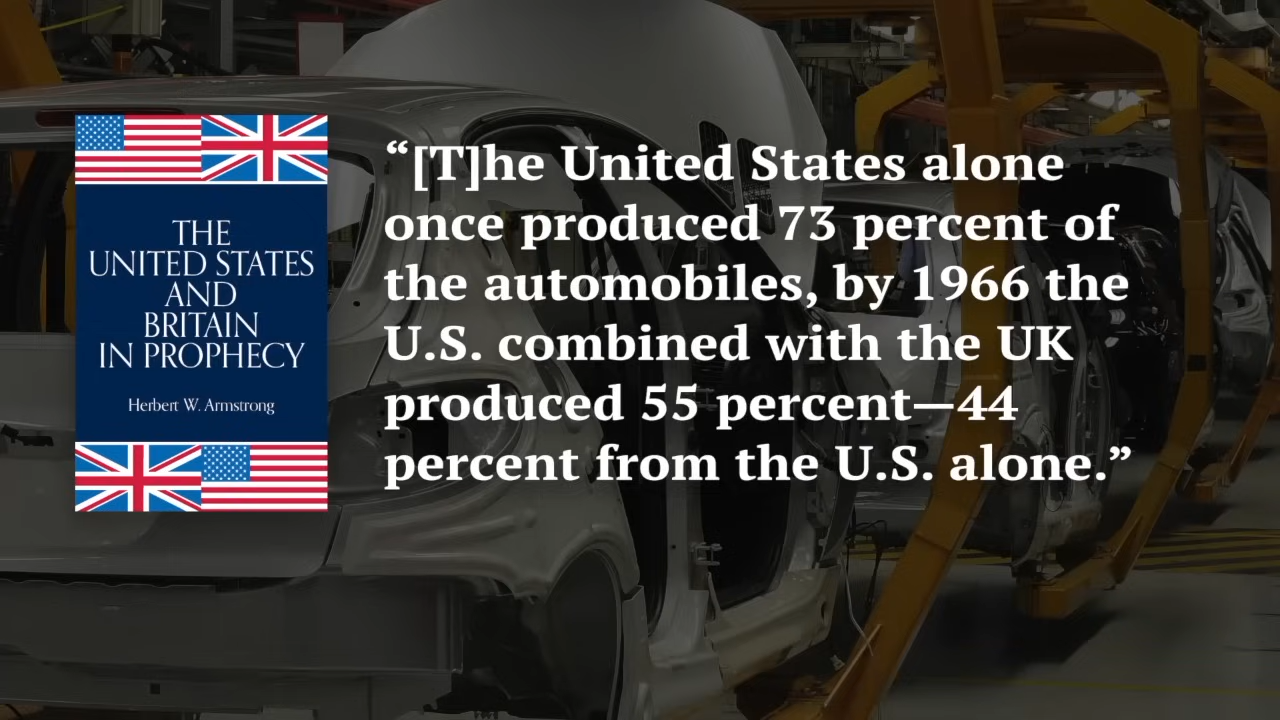 THE
UNITED STATES
AND
BRITAIN
IN PROPHECY
Herbert W. Armstrong
“[T]he United States alone
once produced 73 percent of
the automobiles, by 1966 the
U.S. combined with the UK
produced 55 percent—44
percent from the U.S. alone.”